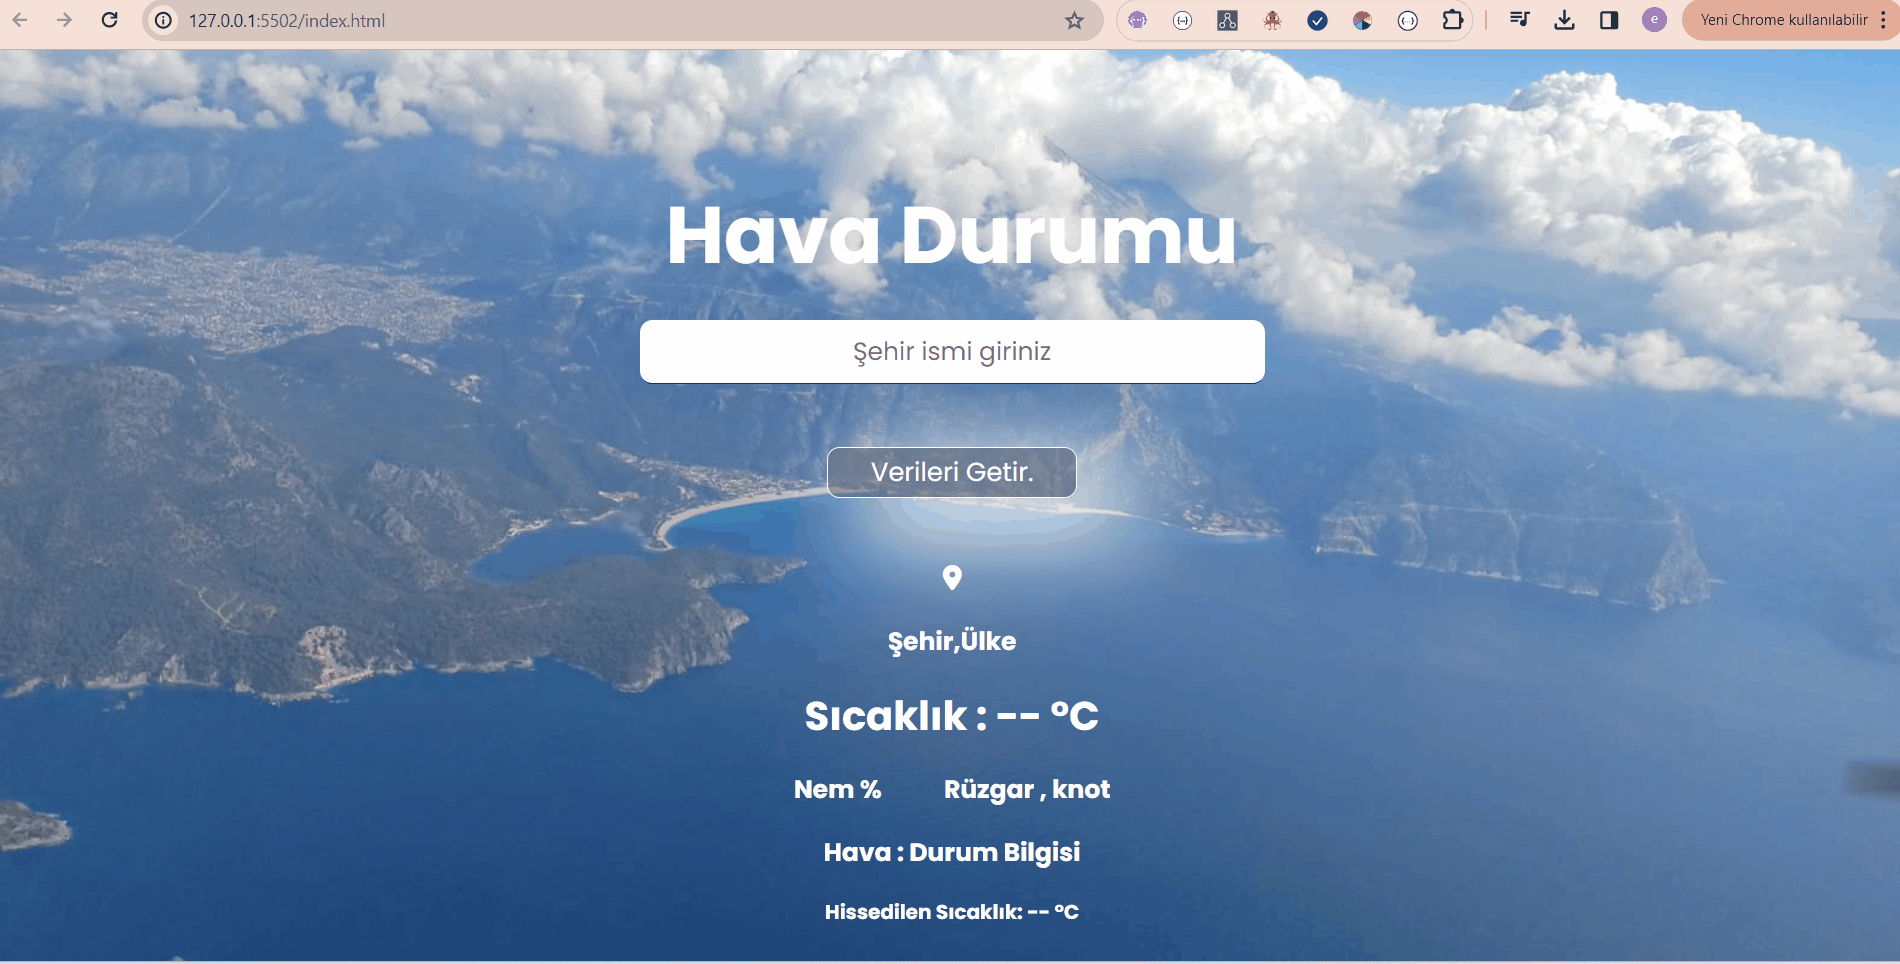 127.0.0.1:5502/index.html
e
Yeni Chrome kullanılabilir
Hava Durumu
Şehir ismi giriniz
Verileri Getir.
Şehir,Ülke
Sıcaklık : -- °C
Nem % Rüzgar , knot
Hava : Durum Bilgisi
Hissedilen Sıcaklık: -- °C